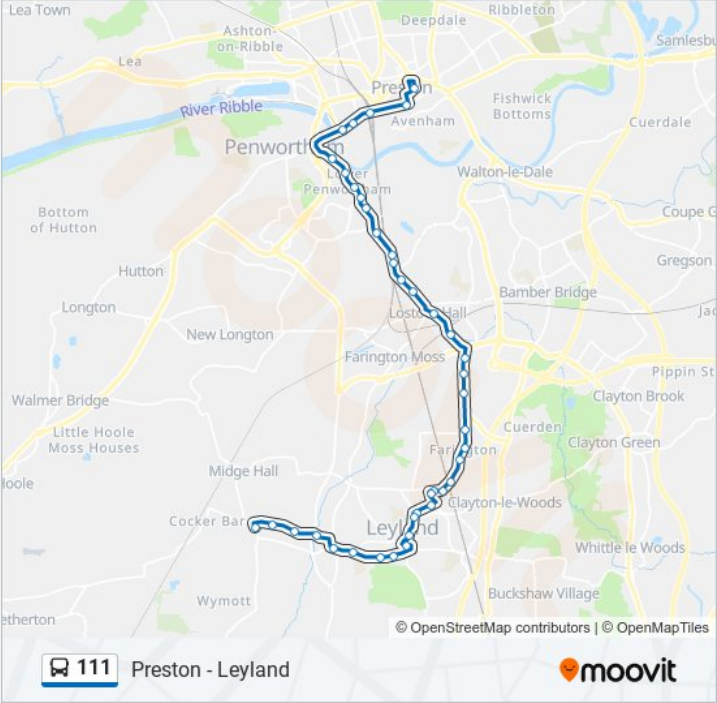 Lea Town
Ribbleton
Deepdale
Ashton-
on-Ribble
Samlesbu
Lea
Preston
River Ribble
Fishwick
Bottoms
Avenham
Cuerdale
Penwortham
Lower
Penwortham
Walton-le-Dale
Bottom
of Hutton
Coupe G
Gregson
Hutton
Bamber Bridge
Longton
Lostock Hall
Jac
New Longton
Farington Moss
Pippin St
Walmer Bridge
Clayton Brook
Little Hoole
Moss Houses
Cuerden
Clayton Green
Farington
Midge Hall
Hoole
Clayton-le-Woods
Cocker Bar
Leyland
Whittle le Woods
Wymott
Buckshaw Village
etherton
© OpenStreetMap contributors | © OpenMapTiles
111 Preston - Leyland
moovit